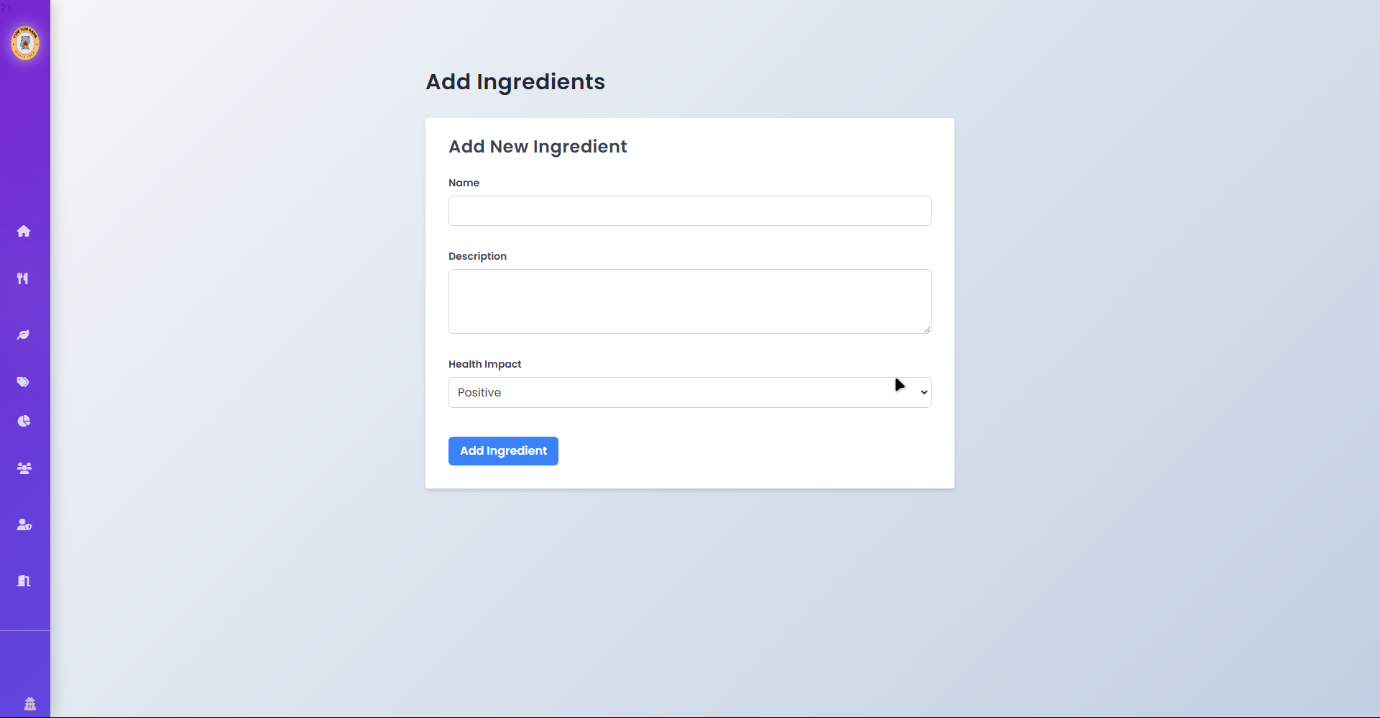 ?>
Add Ingredients
Add New Ingredient
Name
Description
Health Impact
Positive
Add Ingredient